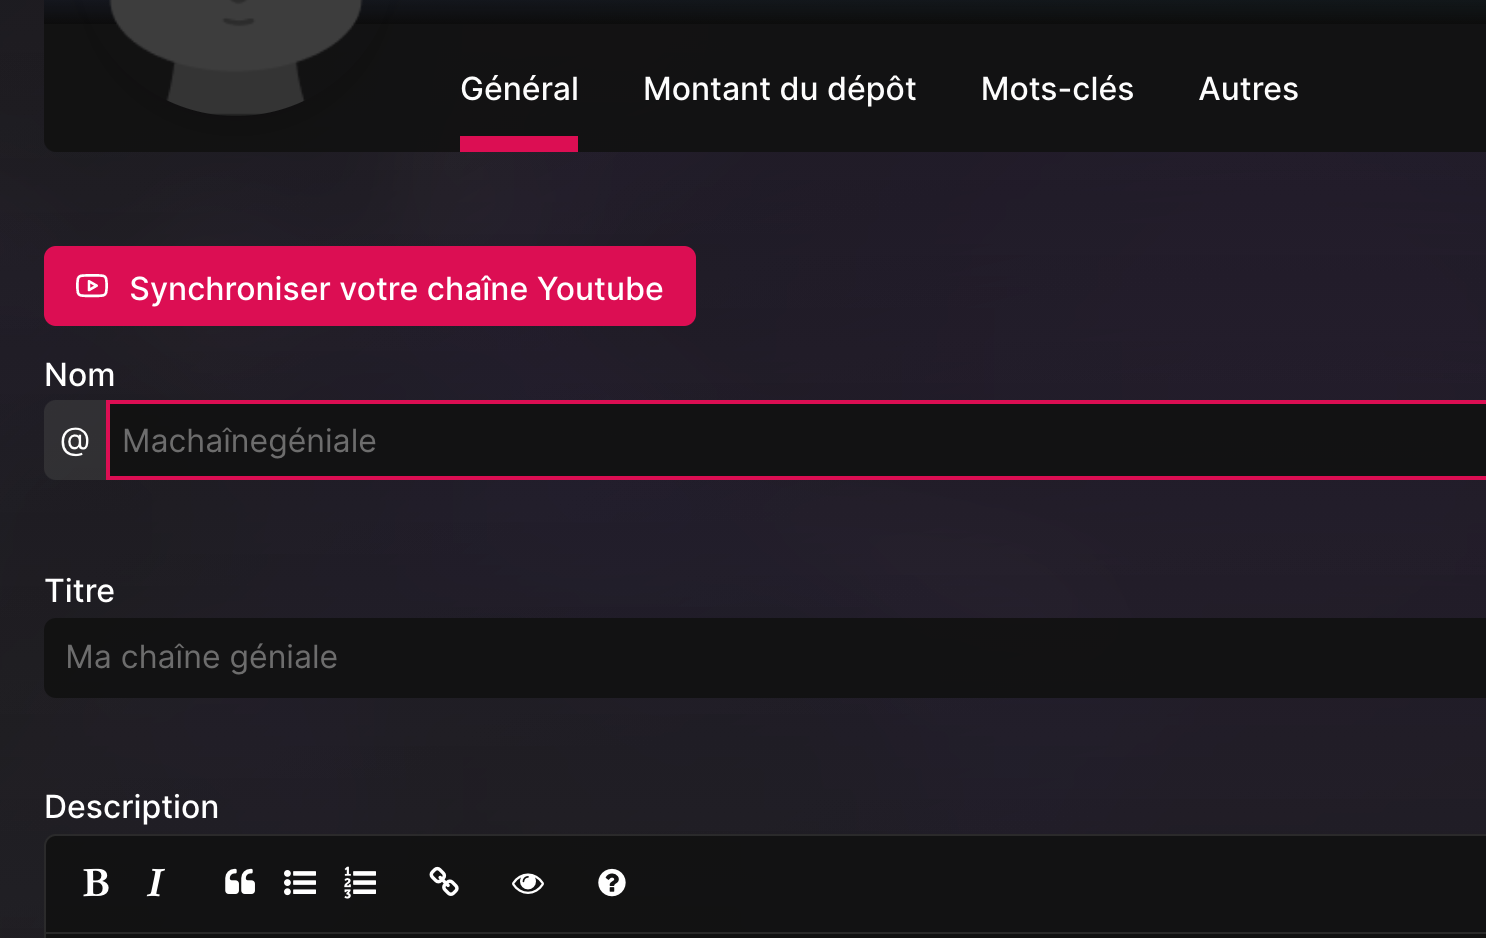 Général Montant du dépôt Mots-clés Autres
Synchroniser votre chaîne Youtube
Nom
@ Machaînegéniale
Titre
Ma chaîne géniale
Description
B I